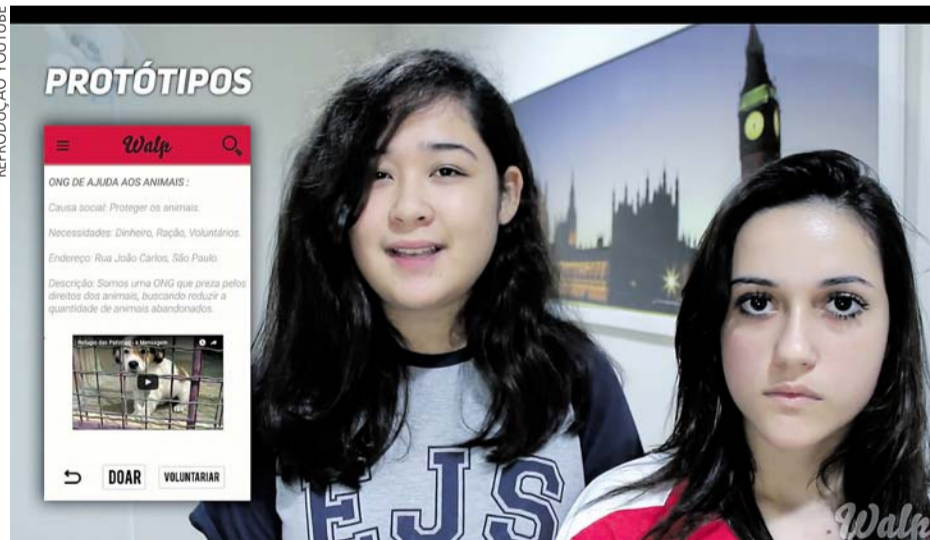 REPRODUÇÃO YOUTUBE
PROTÓTIPOS
Walp
ONG DE AJUDA AOS ANIMAIS :
Causa social: Proteger os animais.
Necessidades: Dinheiro, Ração, Voluntários.
Endereço: Rua João Carlos, São Paulo.
Descrição: Somos uma ONG que preza pelos
direitos dos animais, buscando reduzir a
quantidade de animais abandonados.
DOAR
VOLUNTARIAR
EJS
Walp